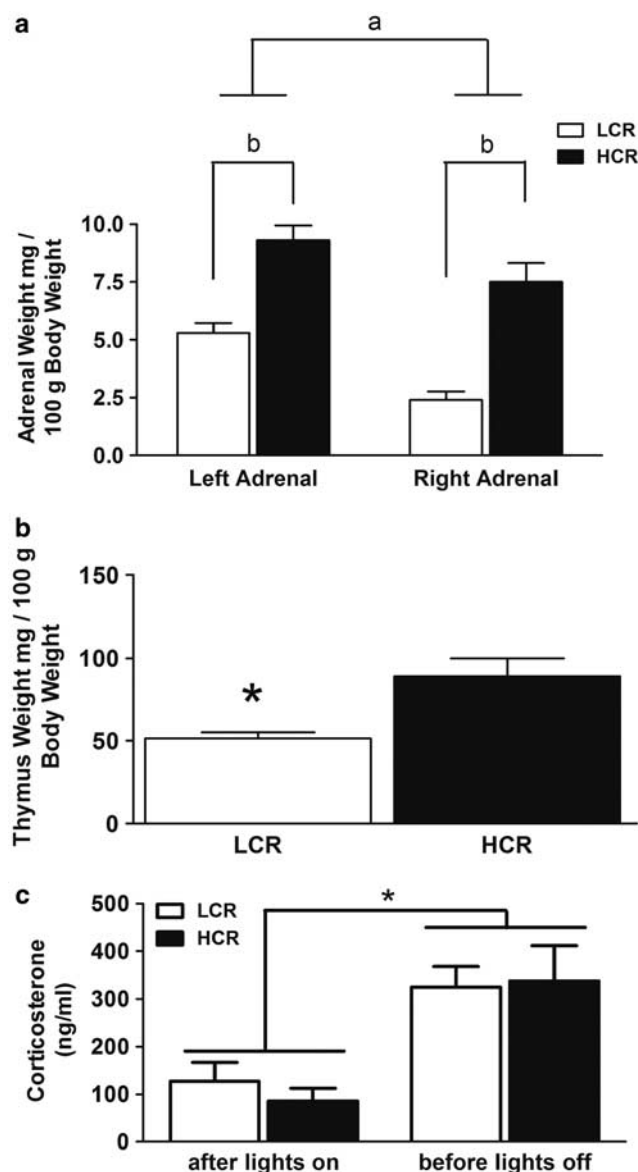 a
a
LCR
HCR
b
b
Adrenal Weight mg /
100 g Body Weight
10.0
7.5
5.0
2.5
0.0
Left Adrenal
Right Adrenal
b
Thymus Weight mg / 100 g
Body Weight
150
100
50
0
*
LCR
HCR
c
Corticosterone
(ng/ml)
500
400
300
200
100
0
LCR
HCR
*
after lights on
before lights off